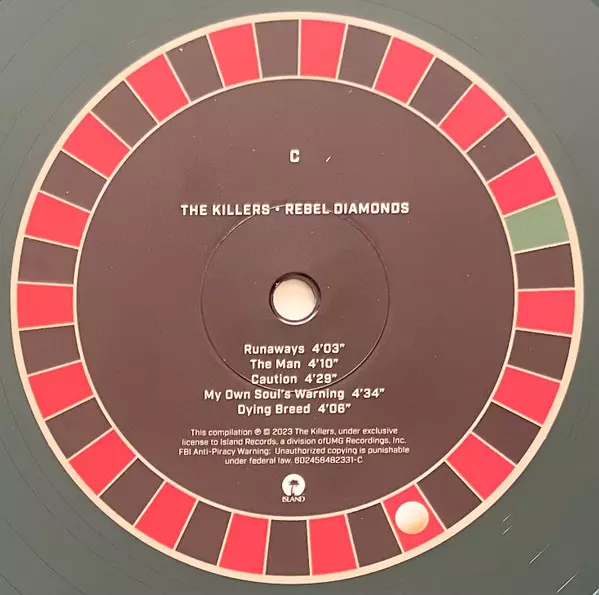 C
THE KILLERS • REBEL DIAMONDS
Runaways 4'03"
The Man 4'10"
Caution 4'29"
My Own Soul's Warning 4'34"
Dying Breed 4'06"
This compilation ℗ © 2023 The Killers, under exclusive
license to Island Records, a division ofUMG Recordings, Inc.
FBI Anti-Piracy Warning: Unauthorized copying is punishable
under federal law. 602458482331-C
ISLAND